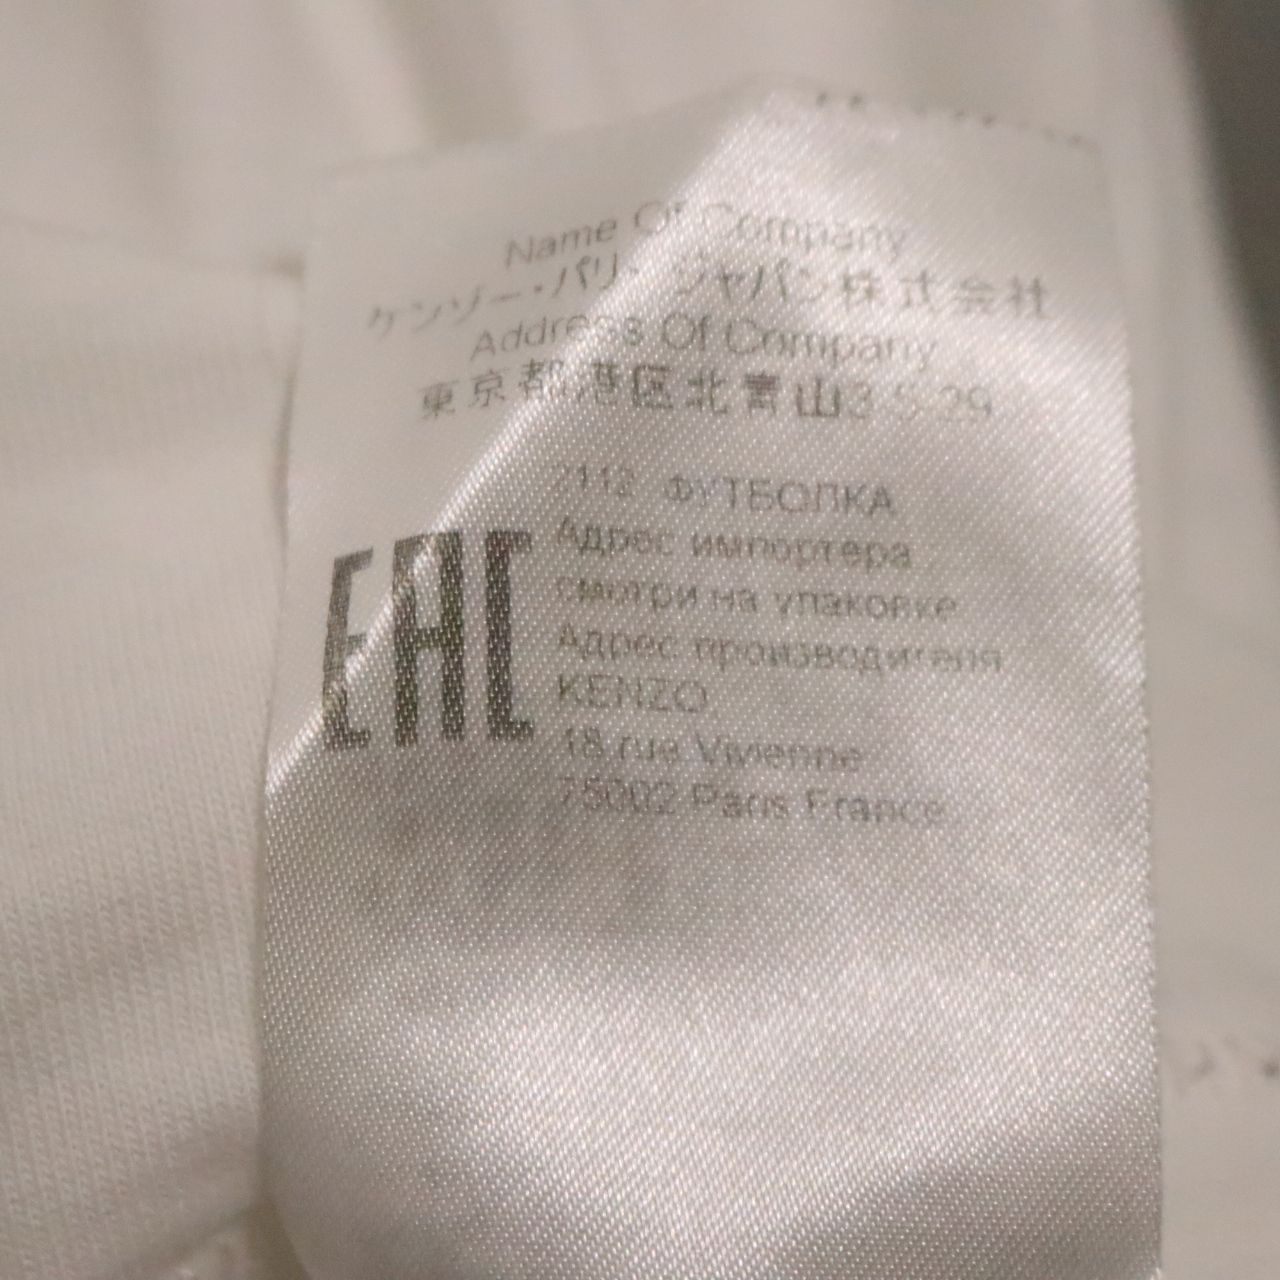 Name Of Company
ケンゾー・パリ・ジャパン株式会社
Address Of Company
東京都港区北青山3-5-29
2112 ФУТБОЛКА
Адрес импортера
смотри на упаковке
Адрес производителя
KENZO
18 rue Vivienne
75002 Paris France
EAC